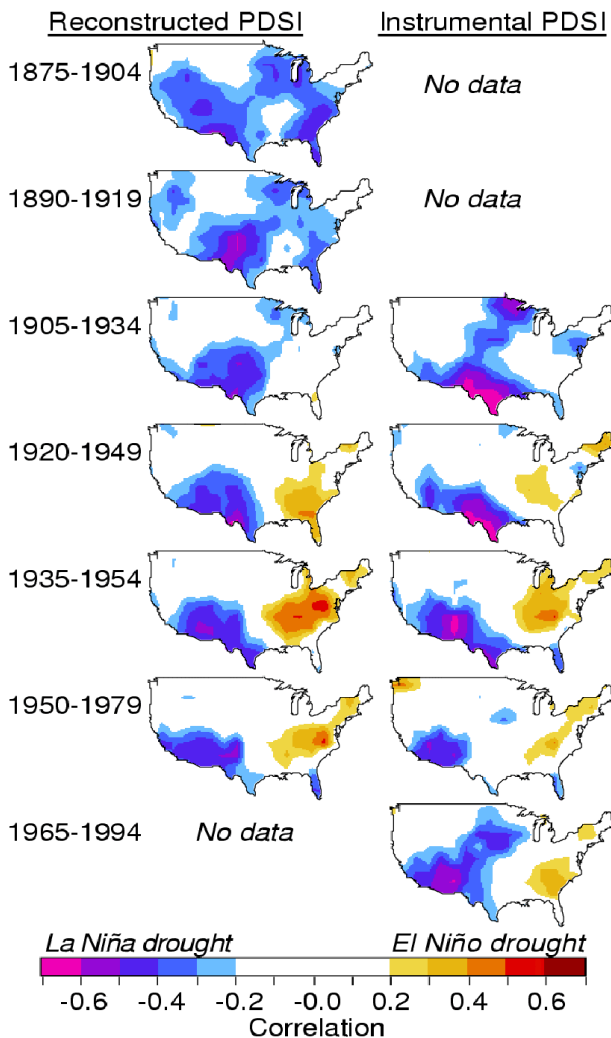 Reconstructed PDSI Instrumental PDSI
1875-1904 No data
1890-1919 No data
1905-1934
1920-1949
1935-1954
1950-1979
1965-1994 No data
La Niña drought El Niño drought
-0.6 -0.4 -0.2 -0.0 0.2 0.4 0.6
Correlation